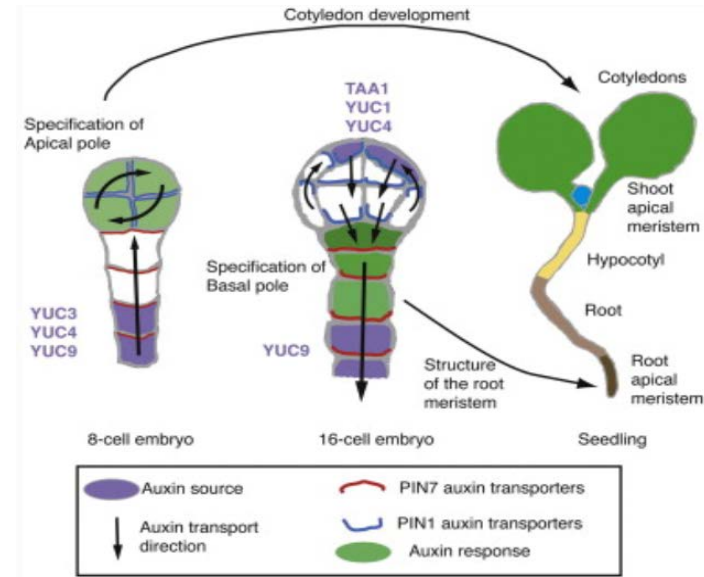 Cotyledon development
TAA1
YUC1
YUC4
Cotyledons
Specification of
Apical pole
Shoot
apical
meristem
Specification of
Basal pole
Hypocotyl
YUC3
YUC4
YUC9
YUC9
Root
Structure
of the root
meristem
Root
apical
meristem
8-cell embryo
16-cell embryo
Seedling
Auxin source
PIN7 auxin transporters
Auxin transport
direction
PIN1 auxin transporters
Auxin response